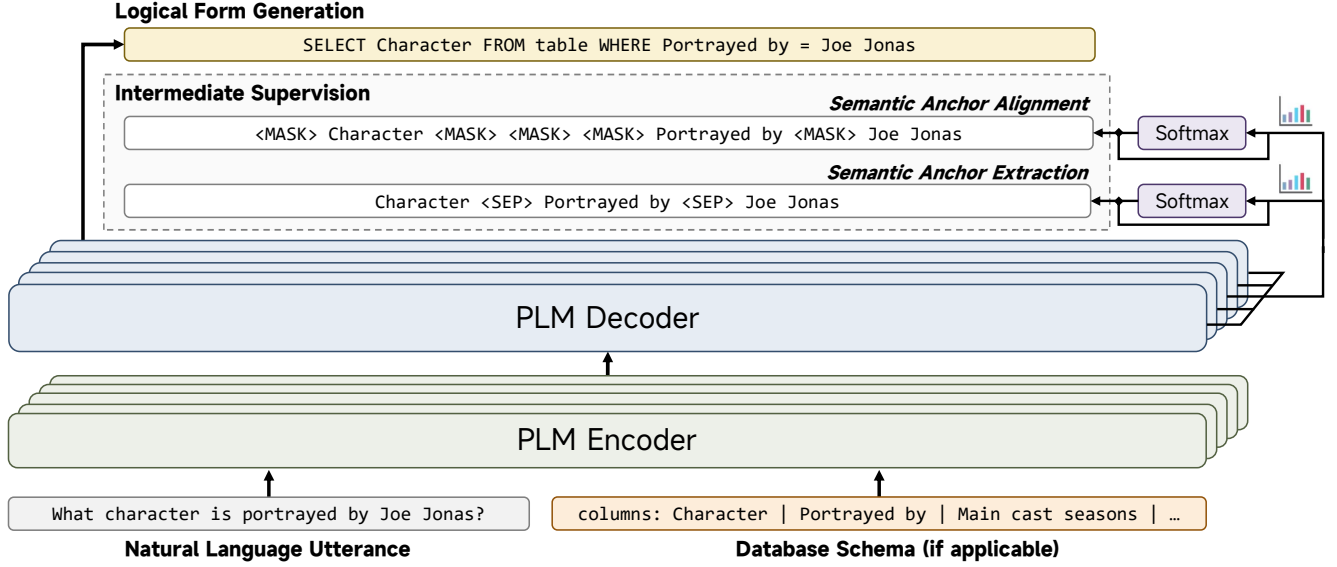 Logical Form Generation
SELECT Character FROM table WHERE Portrayed by = Joe Jonas
Intermediate Supervision
Semantic Anchor Alignment
<MASK> Character <MASK> <MASK> <MASK> Portrayed by <MASK> Joe Jonas
Softmax
Semantic Anchor Extraction
Character <SEP> Portrayed by <SEP> Joe Jonas
Softmax
PLM Decoder
PLM Encoder
What character is portrayed by Joe Jonas?
columns: Character | Portrayed by | Main cast seasons | …
Natural Language Utterance
Database Schema (if applicable)